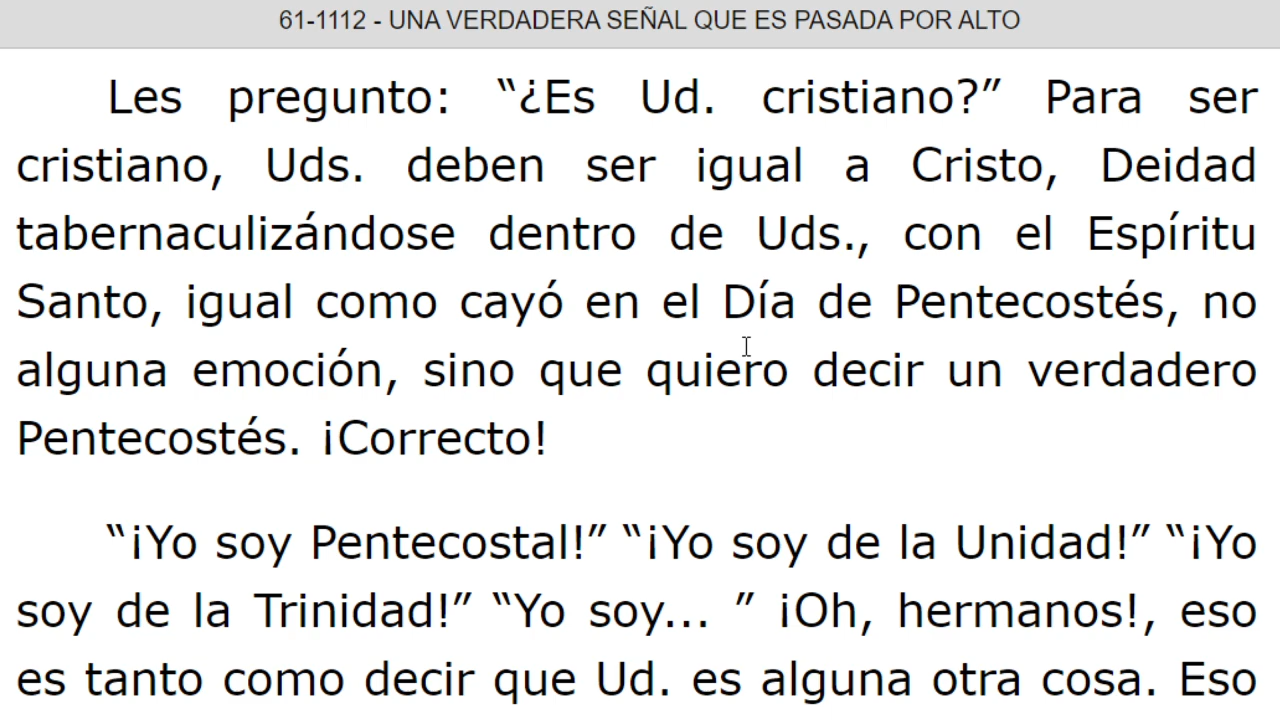 61-1112 - UNA VERDADERA SEÑAL QUE ES PASADA POR ALTO
Les pregunto: “¿Es Ud. cristiano?” Para ser
cristiano, Uds. deben ser igual a Cristo, Deidad
tabernaculizándose dentro de Uds., con el Espíritu
Santo, igual como cayó en el Día de Pentecostés, no
alguna emoción, sino que quiero decir un verdadero
Pentecostés. ¡Correcto!
“¡Yo soy Pentecostal!” “¡Yo soy de la Unidad!” “¡Yo
soy de la Trinidad!” “Yo soy... ” ¡Oh, hermanos!, eso
es tanto como decir que Ud. es alguna otra cosa. Eso